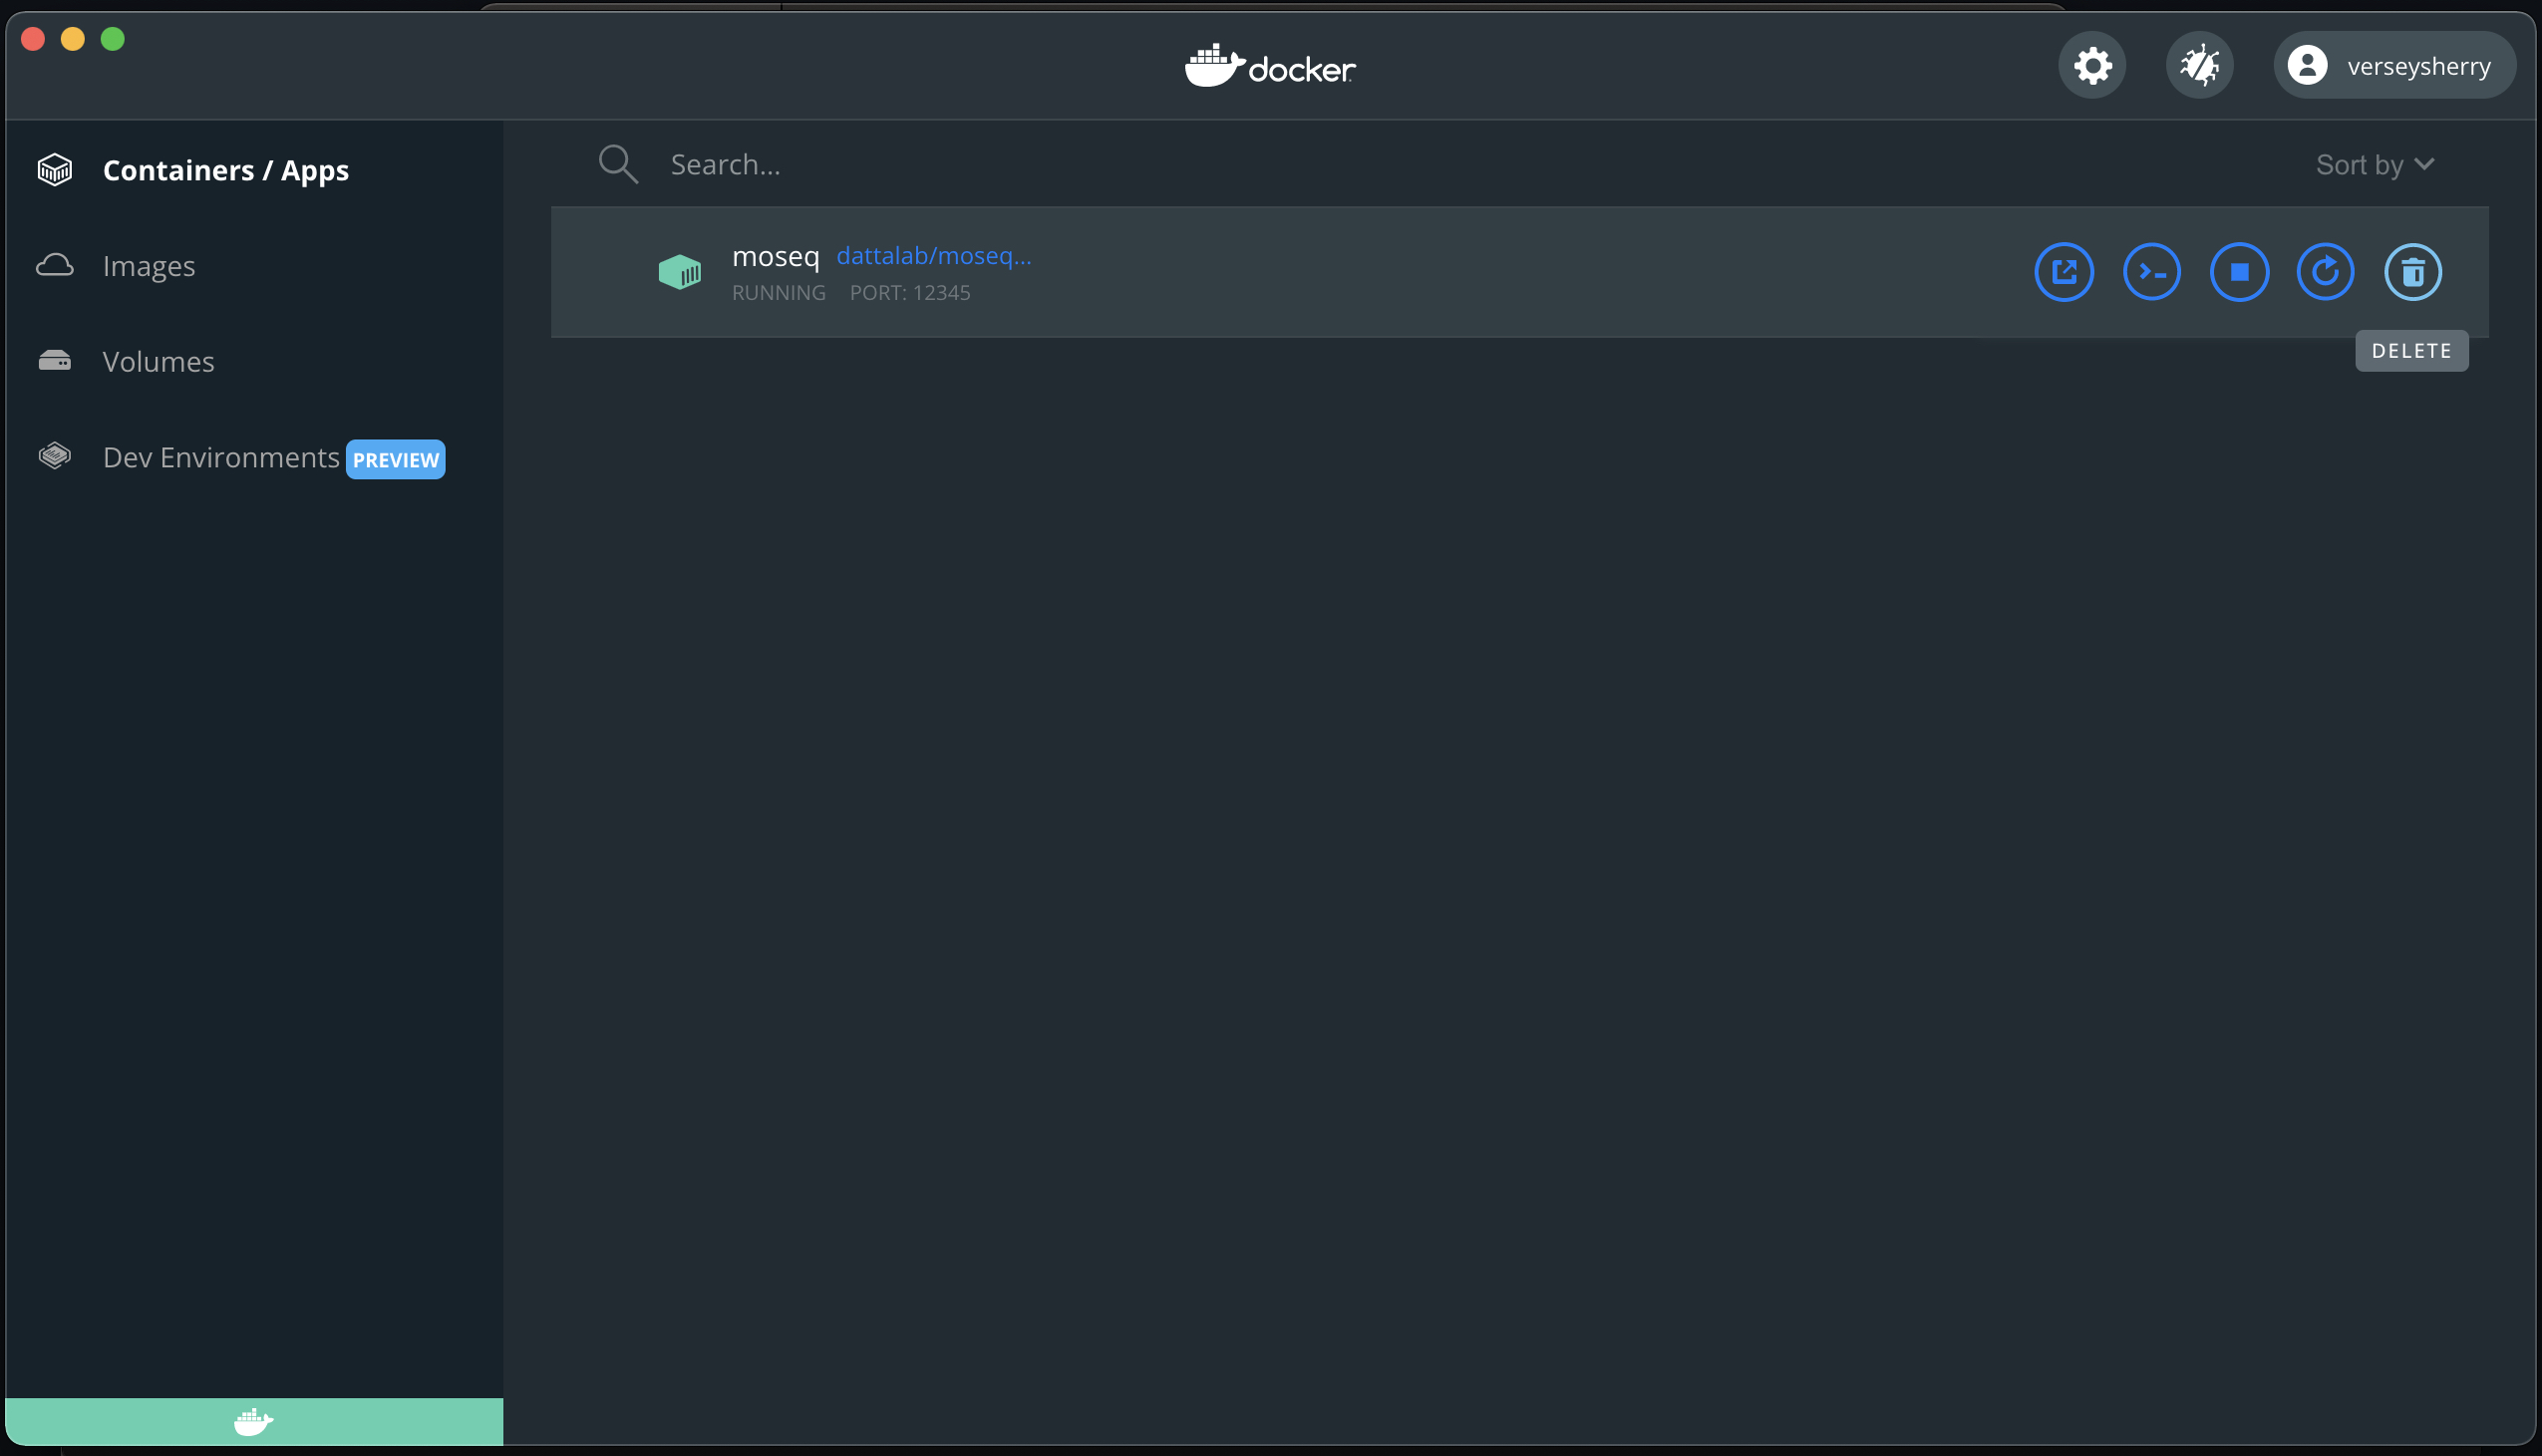 docker
verseysherry
Containers / Apps
Images
Volumes
Dev Environments PREVIEW
Search...
Sort by
moseq dattalab/moseq...
RUNNING PORT: 12345
DELETE